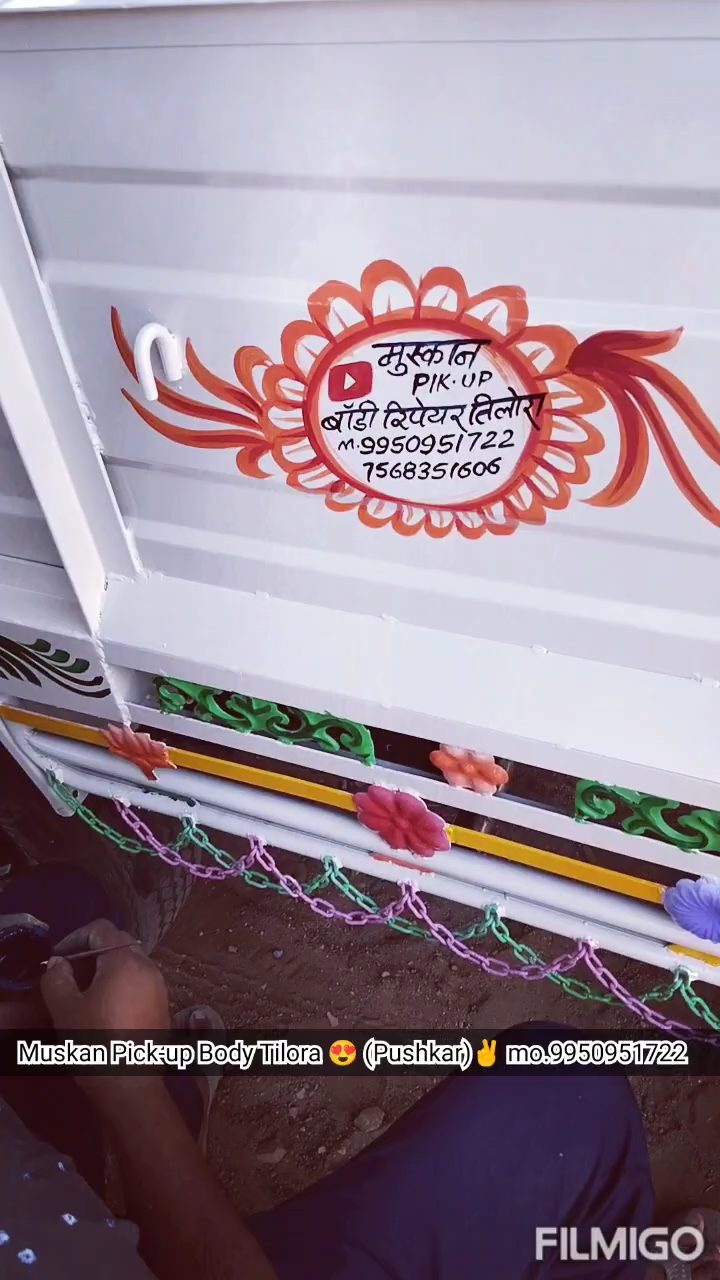 मुस्कान
PIK·UP
बॉडी रिपेयर तिलोरा
M.9950951722
7568351606
Muskan Pick-up Body Tilora 😍 (Pushkar)✌️ mo.9950951722
FILMIGO